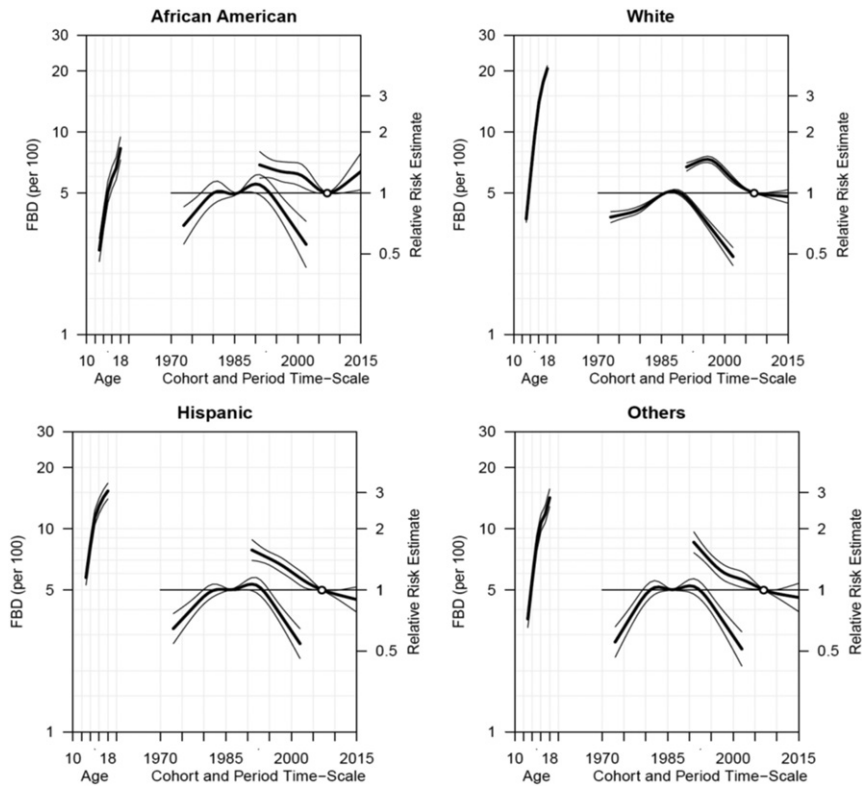 African American
30
20
10
5
1
FBD (per 100)
3
2
1
0.5
Relative Risk Estimate
10 18 1970 1985 2000 2015
Age Cohort and Period Time−Scale
White
30
20
10
5
1
FBD (per 100)
3
2
1
0.5
Relative Risk Estimate
10 18 1970 1985 2000 2015
Age Cohort and Period Time−Scale
Hispanic
30
20
10
5
1
FBD (per 100)
3
2
1
0.5
Relative Risk Estimate
10 18 1970 1985 2000 2015
Age Cohort and Period Time−Scale
Others
30
20
10
5
1
FBD (per 100)
3
2
1
0.5
Relative Risk Estimate
10 18 1970 1985 2000 2015
Age Cohort and Period Time−Scale